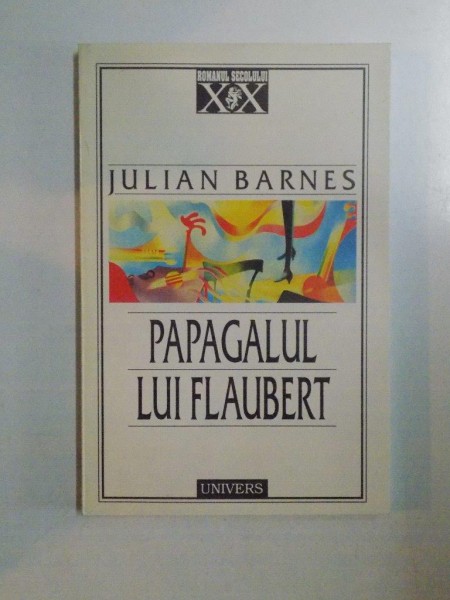 ROMANUL SECOLULUI
XX
JULIAN BARNES
PAPAGALUL
LUI FLAUBERT
UNIVERS